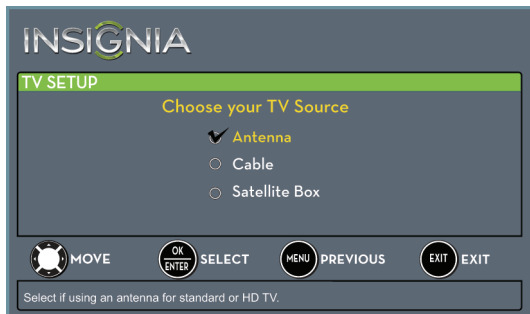 INSIGNIA
TV SETUP
Choose your TV Source
Antenna
Cable
Satellite Box
MOVE OK ENTER SELECT MENU PREVIOUS EXIT EXIT
Select if using an antenna for standard or HD TV.